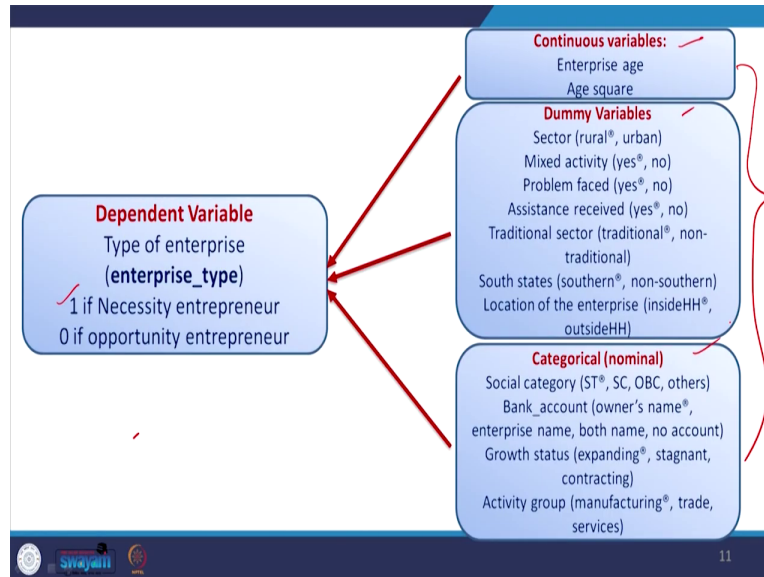 Continuous variables:
Enterprise age
Age square
Dummy Variables
Sector (rural®, urban)
Mixed activity (yes®, no)
Problem faced (yes®, no)
Assistance received (yes®, no)
Traditional sector (traditional®, non-
traditional)
South states (southern®, non-southern)
Location of the enterprise (insideHH®,
outsideHH)
Categorical (nominal)
Social category (ST®, SC, OBC, others)
Bank_account (owner's name®,
enterprise name, both name, no account)
Growth status (expanding®, stagnant,
contracting)
Activity group (manufacturing®, trade,
services)
Dependent Variable
Type of enterprise
(enterprise_type)
1 if Necessity entrepreneur
0 if opportunity entrepreneur
swayam
11